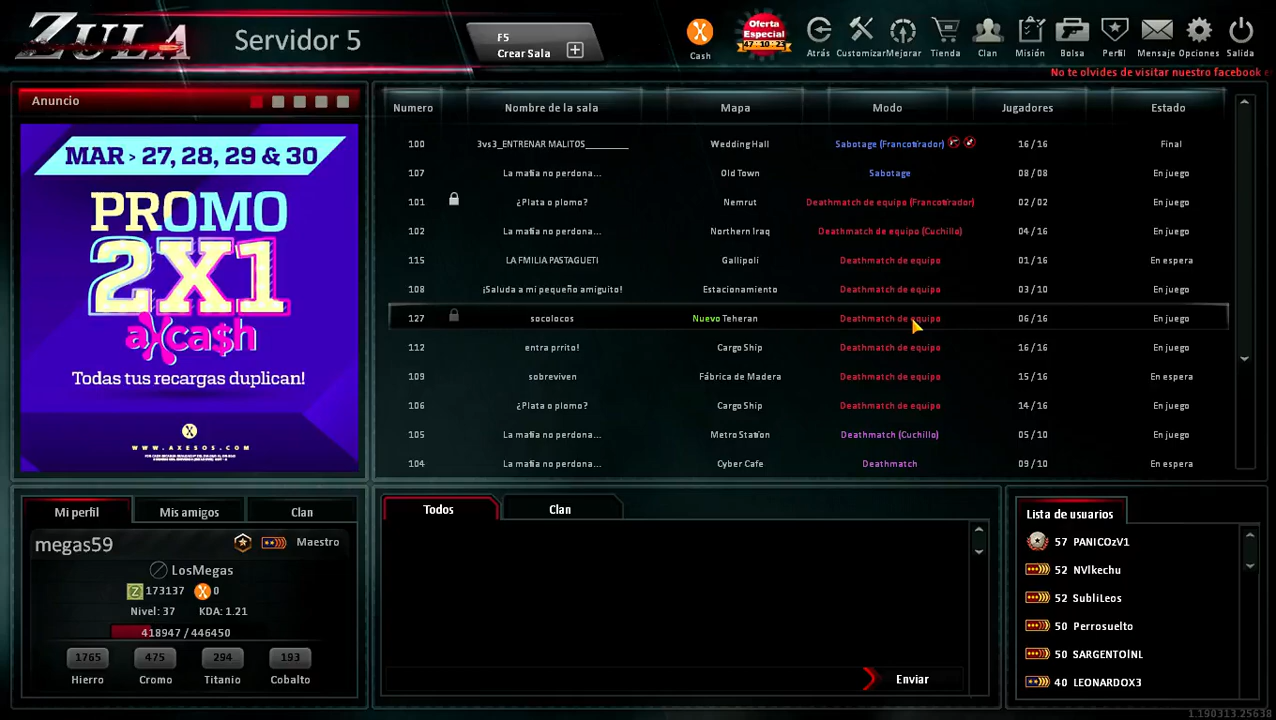 ZULA
Servidor 5
F5
Crear Sala
Cash
Oferta
Especial
47:10:23
Atrás
Customizar
Mejorar
Tienda
Clan
Misión
Bolsa
Perfil
Mensaje
Opciones
Salida
No te olvides de visitar nuestro facebook e
Anuncio
MAR > 27, 28, 29 & 30
PROMO
2X1
axca$h
Todas tus recargas duplican!
WWW.AXESOS.COM
Numero Nombre de la sala Mapa Modo Jugadores Estado
100 3vs3_ENTRENAR MALITOS________ Wedding Hall Sabotage (Francotirador) 16/16 Final
107 La mafia no perdona... Old Town Sabotage 08/08 En juego
101 ¿Plata o plomo? Nemrut Deathmatch de equipo (Francotirador) 02/02 En juego
102 La mafia no perdona... Northern Iraq Deathmatch de equipo (Cuchillo) 04/16 En juego
115 LA FMILIA PASTAGUETI Gallipoli Deathmatch de equipo 01/16 En espera
108 ¡Saluda a mi pequeño amiguito! Estacionamiento Deathmatch de equipo 03/10 En juego
127 socolocos Nuevo Teheran Deathmatch de equipo 06/16 En juego
112 entra prrito! Cargo Ship Deathmatch de equipo 16/16 En juego
109 sobreviven Fábrica de Madera Deathmatch de equipo 15/16 En espera
106 ¿Plata o plomo? Cargo Ship Deathmatch de equipo 14/16 En juego
105 La mafia no perdona... Metro Station Deathmatch (Cuchillo) 05/10 En juego
104 La mafia no perdona... Cyber Cafe Deathmatch 09/10 En espera
Mi perfil
Mis amigos
Clan
megas59
Maestro
LosMegas
Z 173137 X 0
Nivel: 37 KDA: 1.21
418947 / 446450
1765 475 294 193
Hierro Cromo Titanio Cobalto
Todos
Clan
Enviar
Lista de usuarios
57 PANICOzV1
52 NVlkechu
52 SubliLeos
50 Perrosuelto
50 SARGENTOlNL
40 LEONARDOX3
1.190313.25638